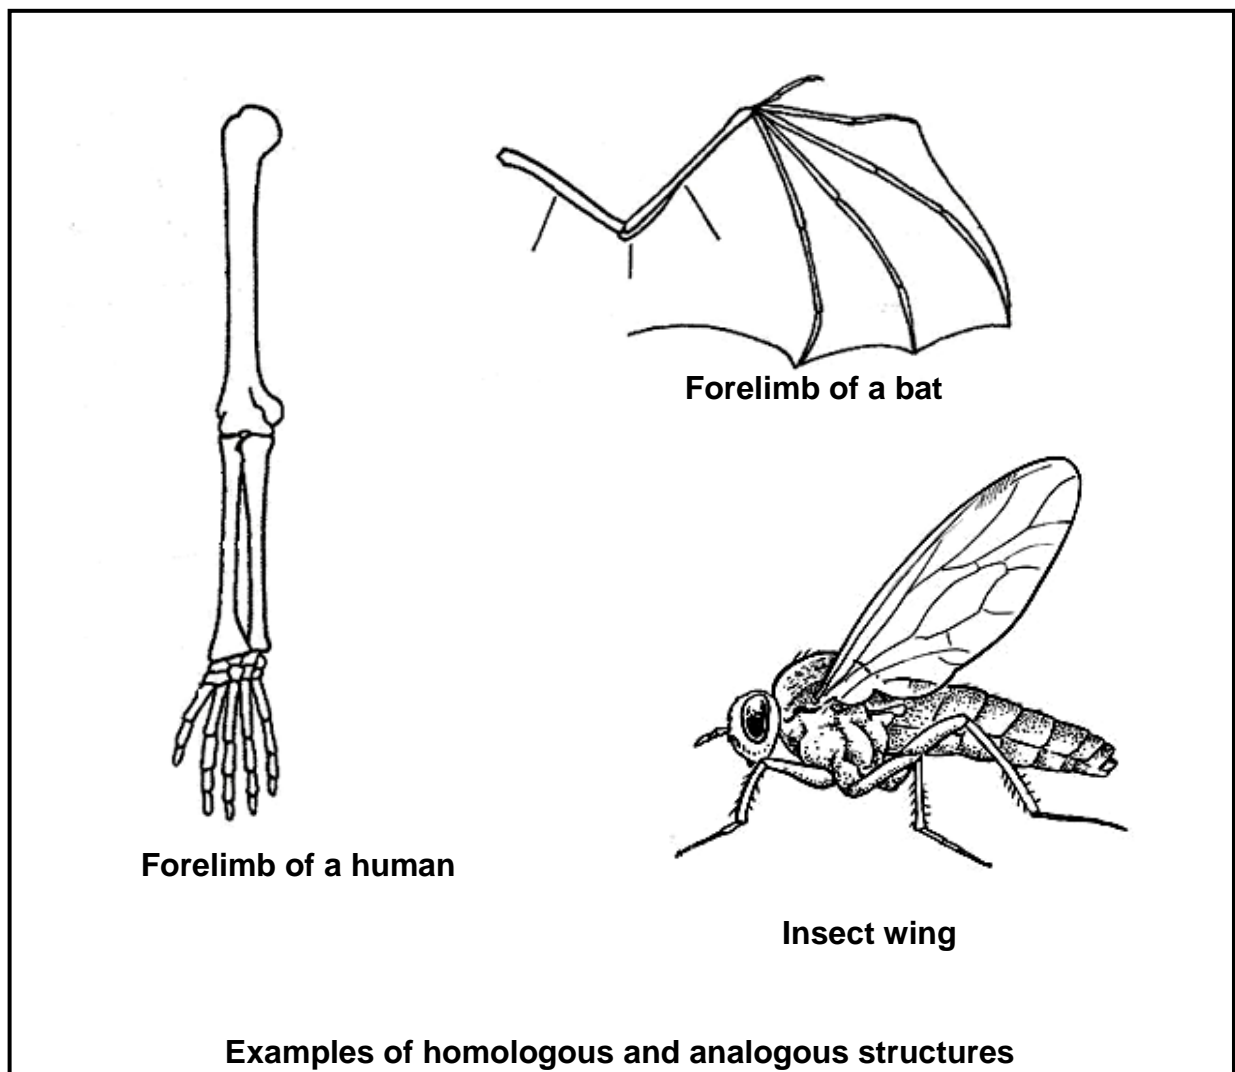 Forelimb of a bat
Forelimb of a human
Insect wing
Examples of homologous and analogous structures